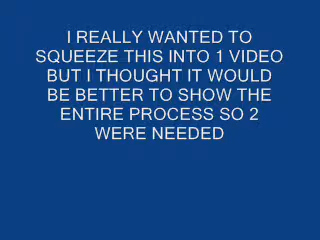 I REALLY WANTED TO
SQUEEZE THIS INTO 1 VIDEO
BUT I THOUGHT IT WOULD
BE BETTER TO SHOW THE
ENTIRE PROCESS SO 2
WERE NEEDED